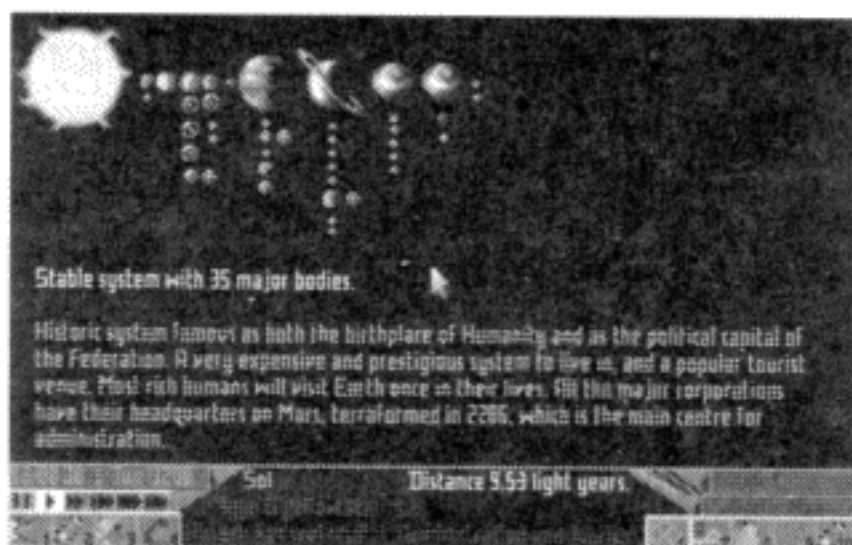 Stable system with 35 major bodies.
Historic system famous as both the birthplace of Humanity and as the political capital of
the Federation. A very expensive and prestigious system to live in, and a popular tourist
venue. Most rich humans will visit Earth once in their lives. All the major corporations
have their headquarters on Mars, terraformed in 2286, which is the main centre for
administration.
Sol Distance 9.53 light years.